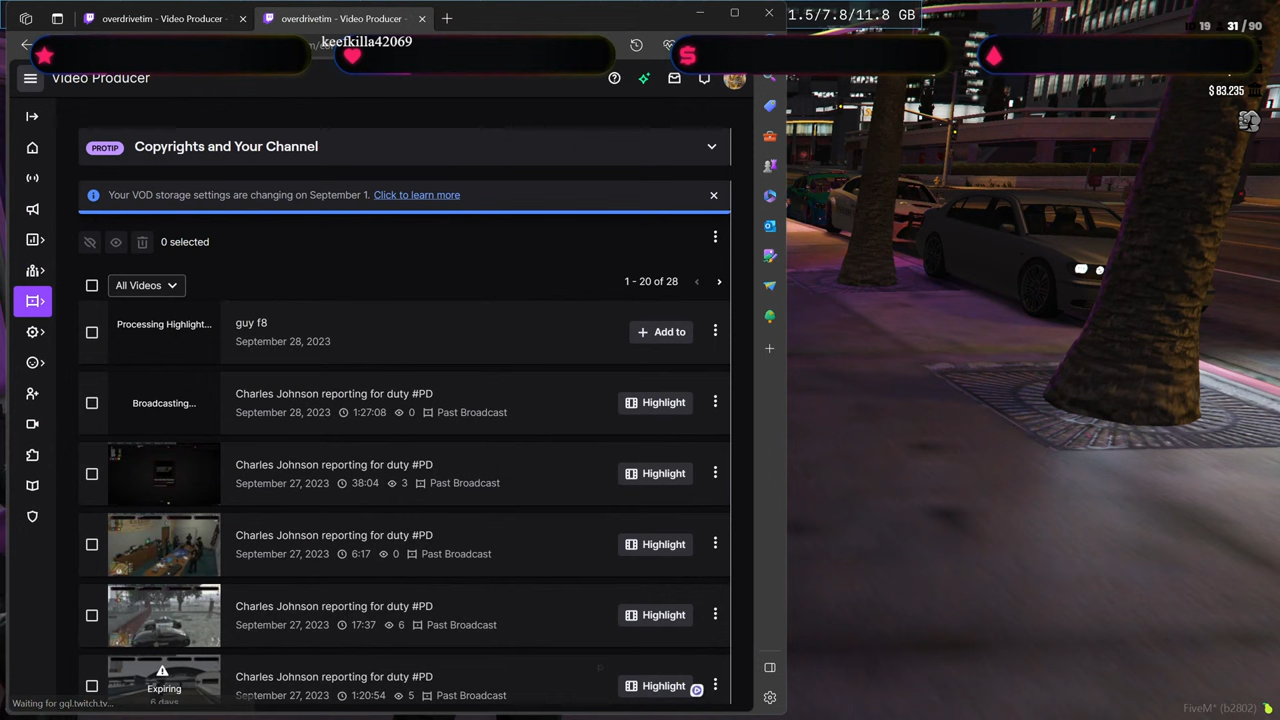 overdrivetim - Video Producer -
overdrivetim - Video Producer -
1.5/7.8/11.8 GB
keefkilla42069
ID 19 31/90
$ 83.235
Video Producer
PROTIP Copyrights and Your Channel
Your VOD storage settings are changing on September 1. Click to learn more
0 selected
All Videos
1 - 20 of 28
Processing Highlight...
guy f8
September 28, 2023
Add to
Broadcasting...
Charles Johnson reporting for duty #PD
September 28, 2023 1:27:08 0 Past Broadcast
Highlight
Charles Johnson reporting for duty #PD
September 27, 2023 38:04 3 Past Broadcast
Highlight
Charles Johnson reporting for duty #PD
September 27, 2023 6:17 0 Past Broadcast
Highlight
Charles Johnson reporting for duty #PD
September 27, 2023 17:37 6 Past Broadcast
Highlight
Expiring
6 days
Charles Johnson reporting for duty #PD
September 27, 2023 1:20:54 5 Past Broadcast
Highlight
Waiting for gql.twitch.tv...
FiveM* (b2802)